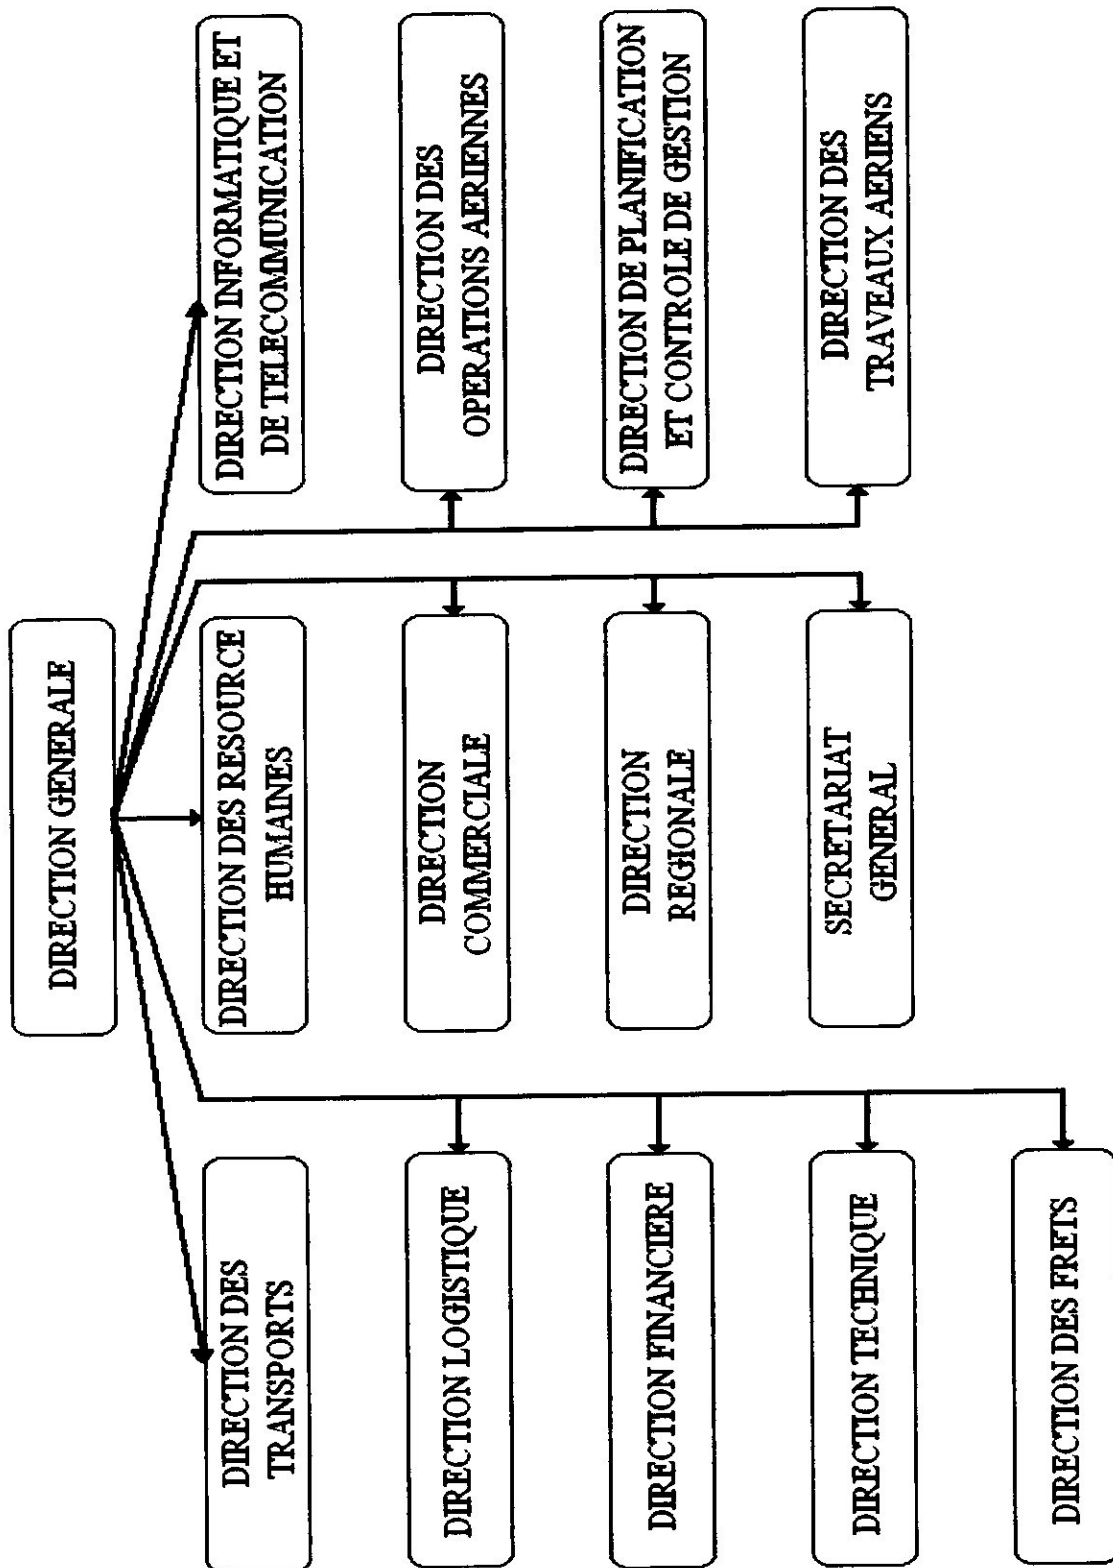 DIRECTION GENERALE
DIRECTION DES
TRANSPORTS
DIRECTION DES RESOURCE
HUMAINES
DIRECTION INFORMATIQUE ET
DE TELECOMMUNICATION
DIRECTION LOGISTIQUE
DIRECTION
COMMERCIALE
DIRECTION DES
OPERATIONS AERIENNES
DIRECTION FINANCIERE
DIRECTION
REGIONALE
DIRECTION DE PLANIFICATION
ET CONTROLE DE GESTION
DIRECTION TECHNIQUE
SECRETARIAT
GENERAL
DIRECTION DES
TRAVEAUX AERIENS
DIRECTION DES FRETS